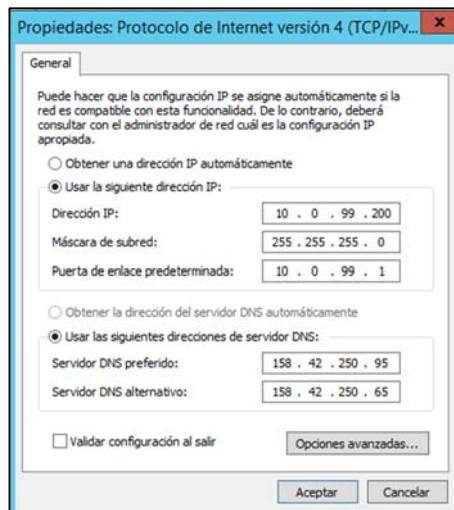 Propiedades: Protocolo de Internet versión 4 (TCP/IPv... x
General
Puede hacer que la configuración IP se asigne automáticamente si la
red es compatible con esta funcionalidad. De lo contrario, deberá
consultar con el administrador de red cuál es la configuración IP
apropiada.
Obtener una dirección IP automáticamente
Usar la siguiente dirección IP:
Dirección IP: 10 . 0 . 99 . 200
Máscara de subred: 255 . 255 . 255 . 0
Puerta de enlace predeterminada: 10 . 0 . 99 . 1
Obtener la dirección del servidor DNS automáticamente
Usar las siguientes direcciones de servidor DNS:
Servidor DNS preferido: 158 . 42 . 250 . 95
Servidor DNS alternativo: 158 . 42 . 250 . 65
Validar configuración al salir Opciones avanzadas...
Aceptar Cancelar